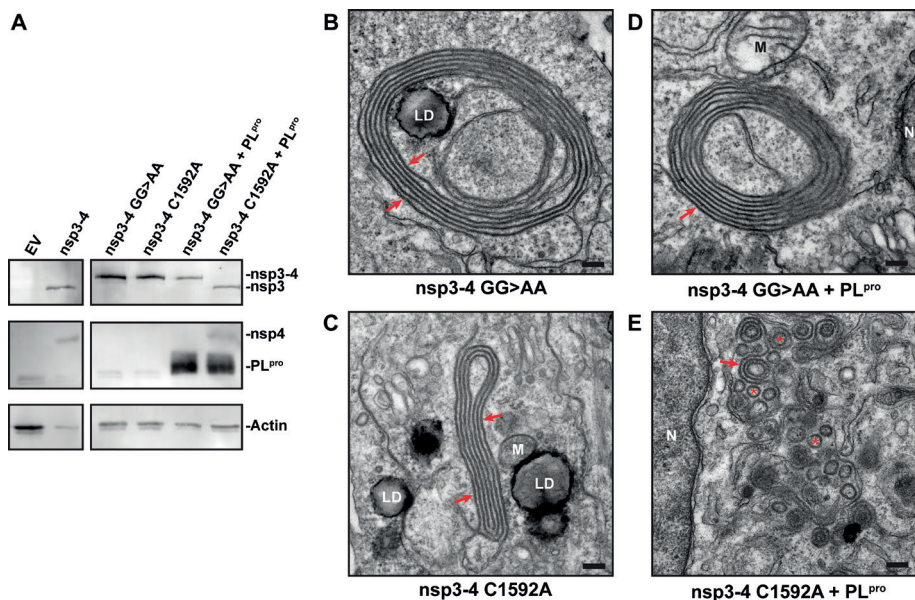 A
EV
nsp3-4
nsp3-4 GG>AA
nsp3-4 C1592A
nsp3-4 GG>AA + PLpro
nsp3-4 C1592A + PLpro
-nsp3-4
-nsp3
-nsp4
-PLpro
-Actin
B
LD
nsp3-4 GG>AA
D
M
N
nsp3-4 GG>AA + PLpro
C
M
LD
LD
nsp3-4 C1592A
E
N
*
*
*
nsp3-4 C1592A + PLpro